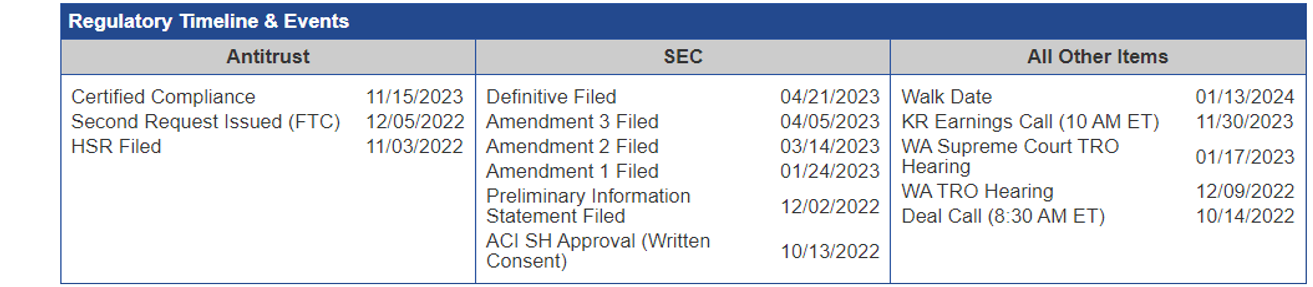 Regulatory Timeline & Events
Antitrust
SEC
All Other Items
Certified Compliance 11/15/2023
Second Request Issued (FTC) 12/05/2022
HSR Filed 11/03/2022
Definitive Filed 04/21/2023
Amendment 3 Filed 04/05/2023
Amendment 2 Filed 03/14/2023
Amendment 1 Filed 01/24/2023
Preliminary Information
Statement Filed 12/02/2022
ACI SH Approval (Written
Consent) 10/13/2022
Walk Date 01/13/2024
KR Earnings Call (10 AM ET) 11/30/2023
WA Supreme Court TRO
Hearing 01/17/2023
WA TRO Hearing 12/09/2022
Deal Call (8:30 AM ET) 10/14/2022